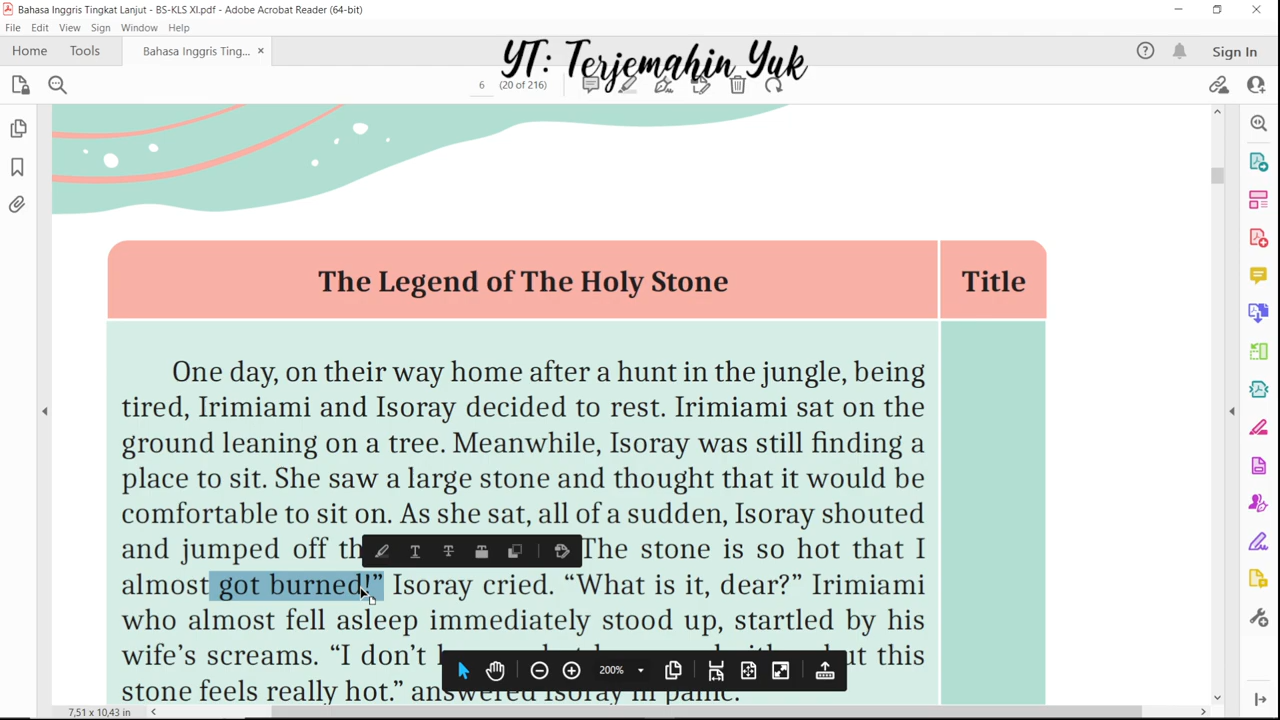 Bahasa Inggris Tingkat Lanjut - BS-KLS XI.pdf - Adobe Acrobat Reader (64-bit)
File Edit View Sign Window Help
Home Tools Bahasa Inggris Ting... × Sign In
YT: Terjemahin Yuk
6 (20 of 216)
The Legend of The Holy Stone Title
One day, on their way home after a hunt in the jungle, being
tired, Irimiami and Isoray decided to rest. Irimiami sat on the
ground leaning on a tree. Meanwhile, Isoray was still finding a
place to sit. She saw a large stone and thought that it would be
comfortable to sit on. As she sat, all of a sudden, Isoray shouted
and jumped off The stone is so hot that I
almost got burned!” Isoray cried. “What is it, dear?” Irimiami
who almost fell asleep immediately stood up, startled by his
wife’s screams. “I don’t but this
stone feels really hot.” answered Isoray in panic.
200%
7,51 x 10,43 in